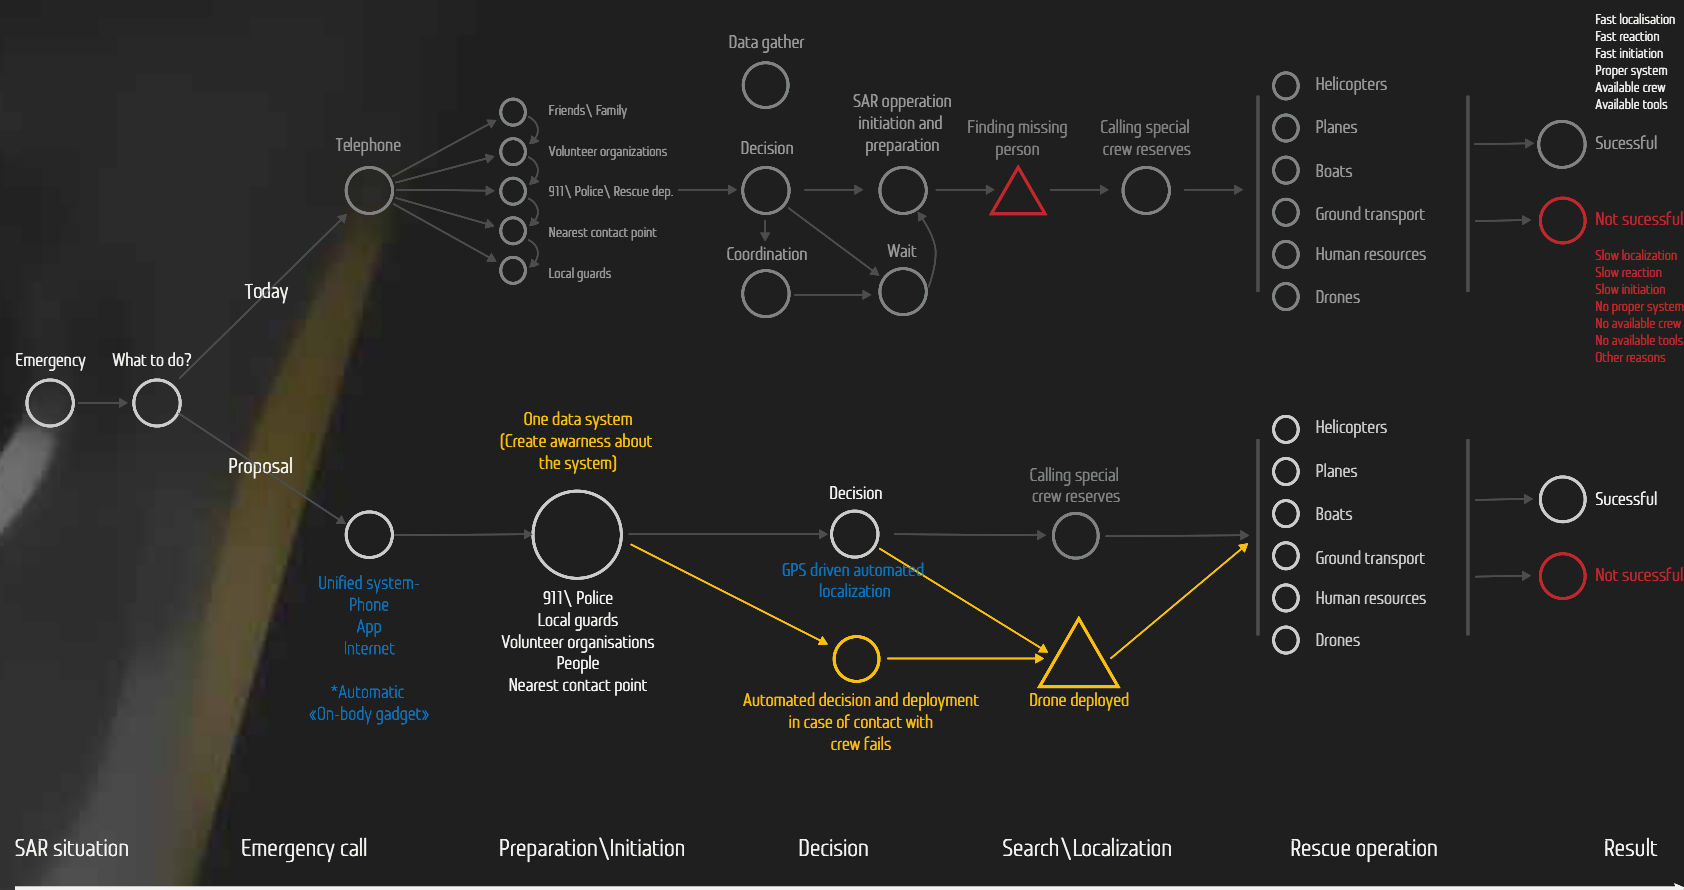 Fast localisation
Fast reaction
Fast initiation
Proper system
Available crew
Available tools
Data gather
Helicopters
Friends\ Family
SAR opperation
initiation and
preparation
Finding missing
person
Calling special
crew reserves
Planes
Telephone
Volunteer organizations
Decision
Sucessful
Boats
911\ Police\ Rescue dep.
Ground transport
Not sucessful
Nearest contact point
Coordination
Wait
Human resources
Local guards
Drones
Slow localization
Slow reaction
Slow initiation
No proper system
No available crew
No available tools
Other reasons
Today
Emergency
What to do?
Proposal
One data system
(Create awarness about
the system)
Helicopters
Planes
Decision
Calling special
crew reserves
Boats
Sucessful
Ground transport
Not sucessful
Human resources
Drones
Unified system-
Phone
App
Internet
*Automatic
«On-body gadget»
911\ Police
Local guards
Volunteer organisations
People
Nearest contact point
GPS driven automated
localization
Automated decision and deployment
in case of contact with
crew fails
Drone deployed
SAR situation
Emergency call
Preparation\Initiation
Decision
Search\Localization
Rescue operation
Result